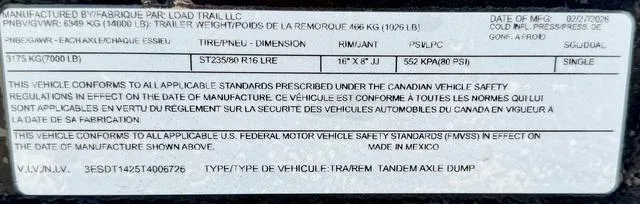 MANUFACTURED BY/FABRIQUE PAR: LOAD TRAIL LLC DATE OF MFG: 02/27/2026
PNBV/GVWR: 6349 KG (14000 LB) TRAILER WEIGHT/POIDS DE LA REMORQUE 466 KG (1026 LB) COLD INFL. PRESS/PRESS. DE
PNBE/GAWR - EACH AXLE/CHAQUE ESSIEU TIRE/PNEU - DIMENSION RIM/JANT PSI/LPC GONF. A FROID SGL/DUAL
3175 KG(7000 LB) ST235/80 R16 LRE 16" X 6" JJ 552 KPA(80 PSI) SINGLE
THIS VEHICLE CONFORMS TO ALL APPLICABLE STANDARDS PRESCRIBED UNDER THE CANADIAN VEHICLE SAFETY
REGULATIONS IN EFFECT ON THE DATE OF MANUFACTURE. CE VÉHICULE EST CONFORME À TOUTES LES NORMES QUI LUI
SONT APPLICABLES EN VERTU DU RÈGLEMENT SUR LA SÉCURITÉ DES VÉHICULES AUTOMOBILES DU CANADA EN VIGUEUR À
LA DATE DE SA FABRICATION.
THIS VEHICLE CONFORMS TO ALL APPLICABLE U.S. FEDERAL MOTOR VEHICLE SAFETY STANDARDS (FMVSS) IN EFFECT ON
THE DATE OF MANUFACTURE SHOWN ABOVE. MADE IN MEXICO
V.I.N./N.I.V. 3ESDT1425T4006726 TYPE/TYPE DE VEHICULE:TRA/REM TANDEM AXLE DUMP